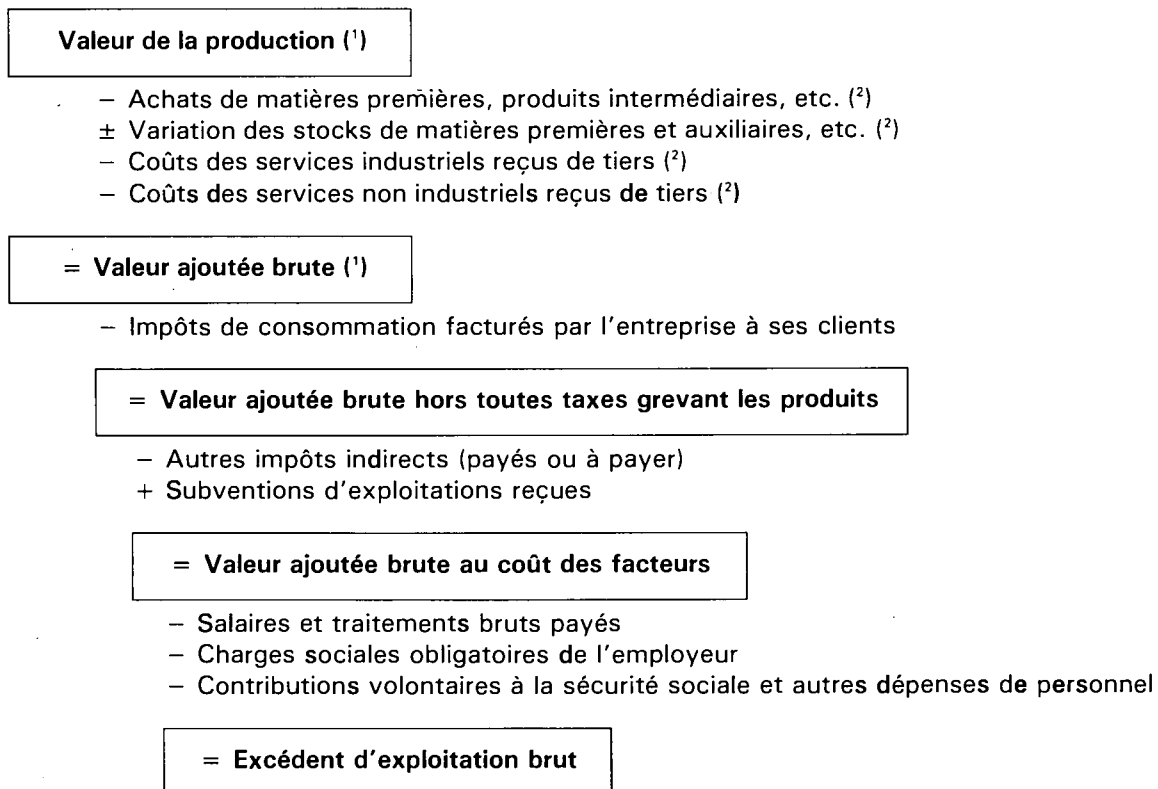 Valeur de la production (¹)
– Achats de matières premières, produits intermédiaires, etc. (²)
± Variation des stocks de matières premières et auxiliaires, etc. (²)
– Coûts des services industriels reçus de tiers (²)
– Coûts des services non industriels reçus de tiers (²)
= Valeur ajoutée brute (¹)
– Impôts de consommation facturés par l'entreprise à ses clients
= Valeur ajoutée brute hors toutes taxes grevant les produits
– Autres impôts indirects (payés ou à payer)
+ Subventions d'exploitations reçues
= Valeur ajoutée brute au coût des facteurs
– Salaires et traitements bruts payés
– Charges sociales obligatoires de l'employeur
– Contributions volontaires à la sécurité sociale et autres dépenses de personnel
= Excédent d'exploitation brut